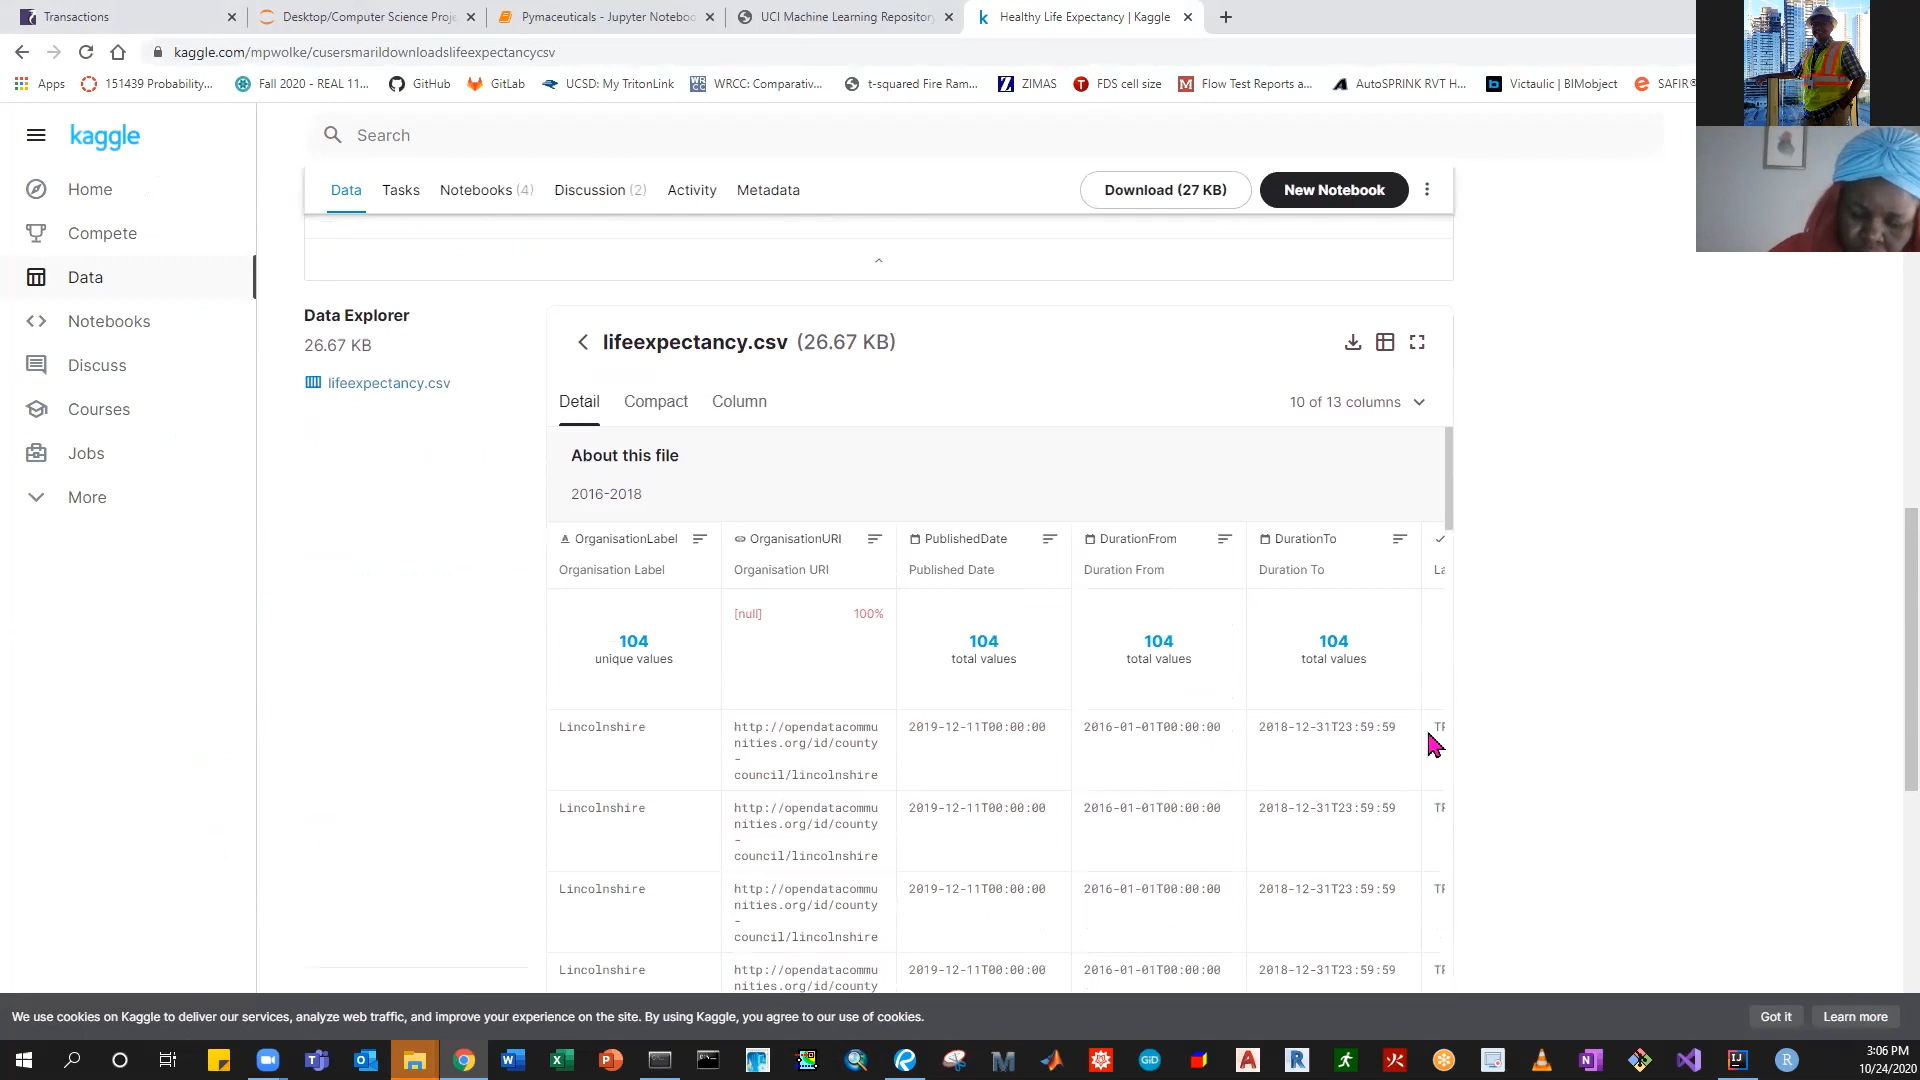 Transactions
Desktop/Computer Science Proje
Pymaceuticals - Jupyter Notebook
UCI Machine Learning Repository
Healthy Life Expectancy | Kaggle
kaggle.com/mpwolke/cusersmarildownloadslifeexpectancycsv
Apps
151439 Probability...
Fall 2020 - REAL 11...
GitHub
GitLab
UCSD: My TritonLink
WRCC: Comparativ...
t-squared Fire Ram...
ZIMAS
FDS cell size
Flow Test Reports a...
AutoSPRINK RVT H...
Victaulic | BIMobject
SAFIR®
kaggle
Search
Home
Compete
Data
Notebooks
Discuss
Courses
Jobs
More
Data
Tasks
Notebooks (4)
Discussion (2)
Activity
Metadata
Download (27 KB)
New Notebook
Data Explorer
26.67 KB
lifeexpectancy.csv
lifeexpectancy.csv (26.67 KB)
Detail
Compact
Column
10 of 13 columns
About this file
2016-2018
OrganisationLabel
OrganisationURI
PublishedDate
DurationFrom
DurationTo
Organisation Label
Organisation URI
Published Date
Duration From
Duration To
La
104
unique values
[null] 100%
104
total values
104
total values
104
total values
Lincolnshire
http://opendatacommu
nities.org/id/county
-
council/lincolnshire
2019-12-11T00:00:00
2016-01-01T00:00:00
2018-12-31T23:59:59
Lincolnshire
http://opendatacommu
nities.org/id/county
-
council/lincolnshire
2019-12-11T00:00:00
2016-01-01T00:00:00
2018-12-31T23:59:59
Lincolnshire
http://opendatacommu
nities.org/id/county
-
council/lincolnshire
2019-12-11T00:00:00
2016-01-01T00:00:00
2018-12-31T23:59:59
Lincolnshire
http://opendatacommu
nities.org/id/county
2019-12-11T00:00:00
2016-01-01T00:00:00
2018-12-31T23:59:59
We use cookies on Kaggle to deliver our services, analyze web traffic, and improve your experience on the site. By using Kaggle, you agree to our use of cookies.
Got it
Learn more
3:06 PM
10/24/2020